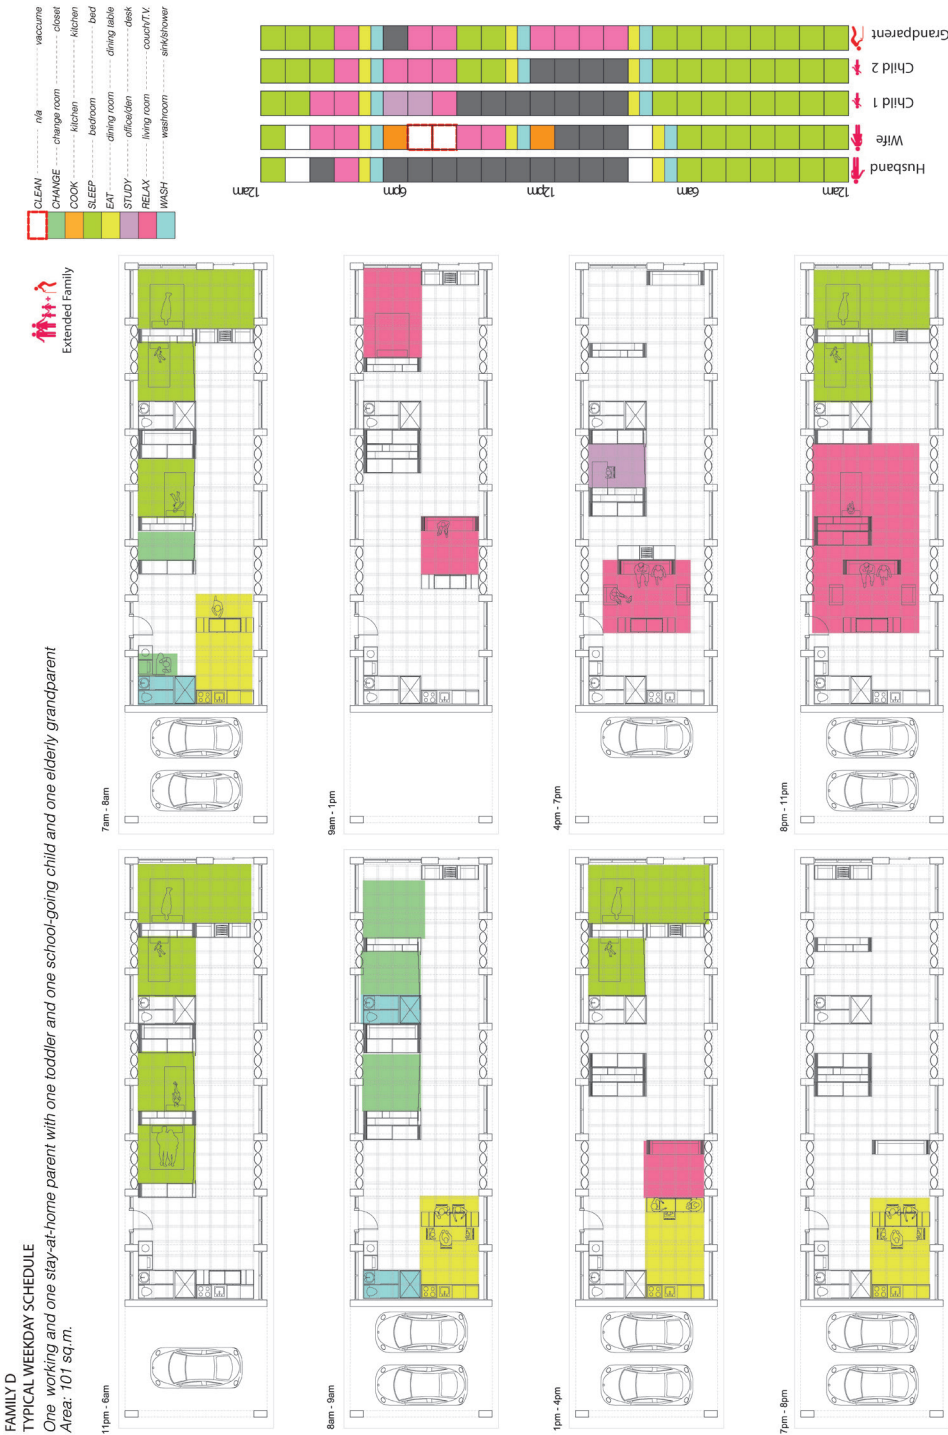 FAMILY D
TYPICAL WEEKDAY SCHEDULE
One working and one stay-at-home parent with one toddler and one school-going child and one elderly grandparent
Area: 101 sq.m.
Extended Family
CLEAN n/a vaccume
CHANGE change room closet
COOK kitchen kitchen
SLEEP bedroom bed
EAT dining room dining table
STUDY office/den desk
RELAX living room couch/T.V.
WASH washroom sink/shower
11pm - 6am
7am - 8am
8am - 9am
9am - 1pm
1pm - 4pm
4pm - 7pm
7pm - 8pm
8pm - 11pm
Husband
Wife
Child 1
Child 2
Grandparent
12am
6am
12pm
6pm
12am